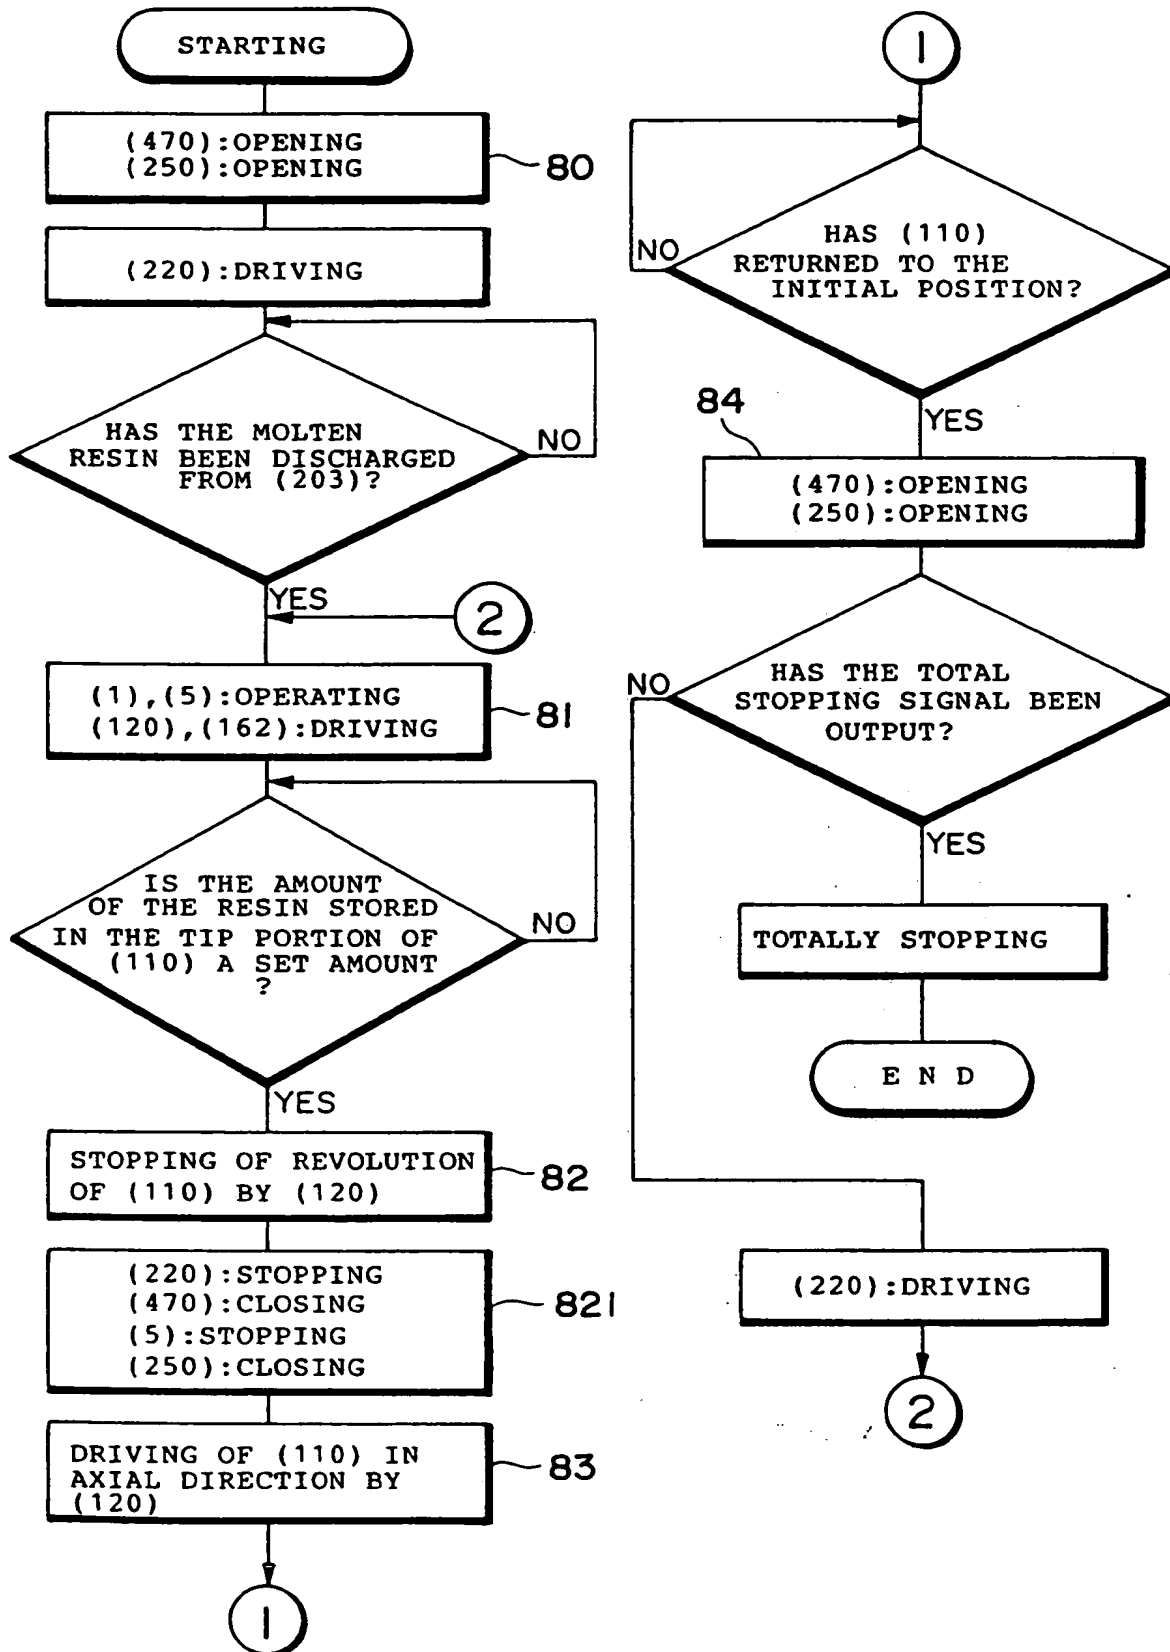 STARTING
(470):OPENING
(250):OPENING
80
(220):DRIVING
HAS THE MOLTEN
RESIN BEEN DISCHARGED
FROM (203)?
NO
YES
2
(1),(5):OPERATING
(120),(162):DRIVING
81
IS THE AMOUNT
OF THE RESIN STORED
IN THE TIP PORTION OF
(110) A SET AMOUNT
?
NO
YES
STOPPING OF REVOLUTION
OF (110) BY (120)
82
(220):STOPPING
(470):CLOSING
(5):STOPPING
(250):CLOSING
821
DRIVING OF (110) IN
AXIAL DIRECTION BY
(120)
83
1
1
HAS (110)
RETURNED TO THE
INITIAL POSITION?
NO
YES
84
(470):OPENING
(250):OPENING
HAS THE TOTAL
STOPPING SIGNAL BEEN
OUTPUT?
NO
YES
TOTALLY STOPPING
E N D
(220):DRIVING
2